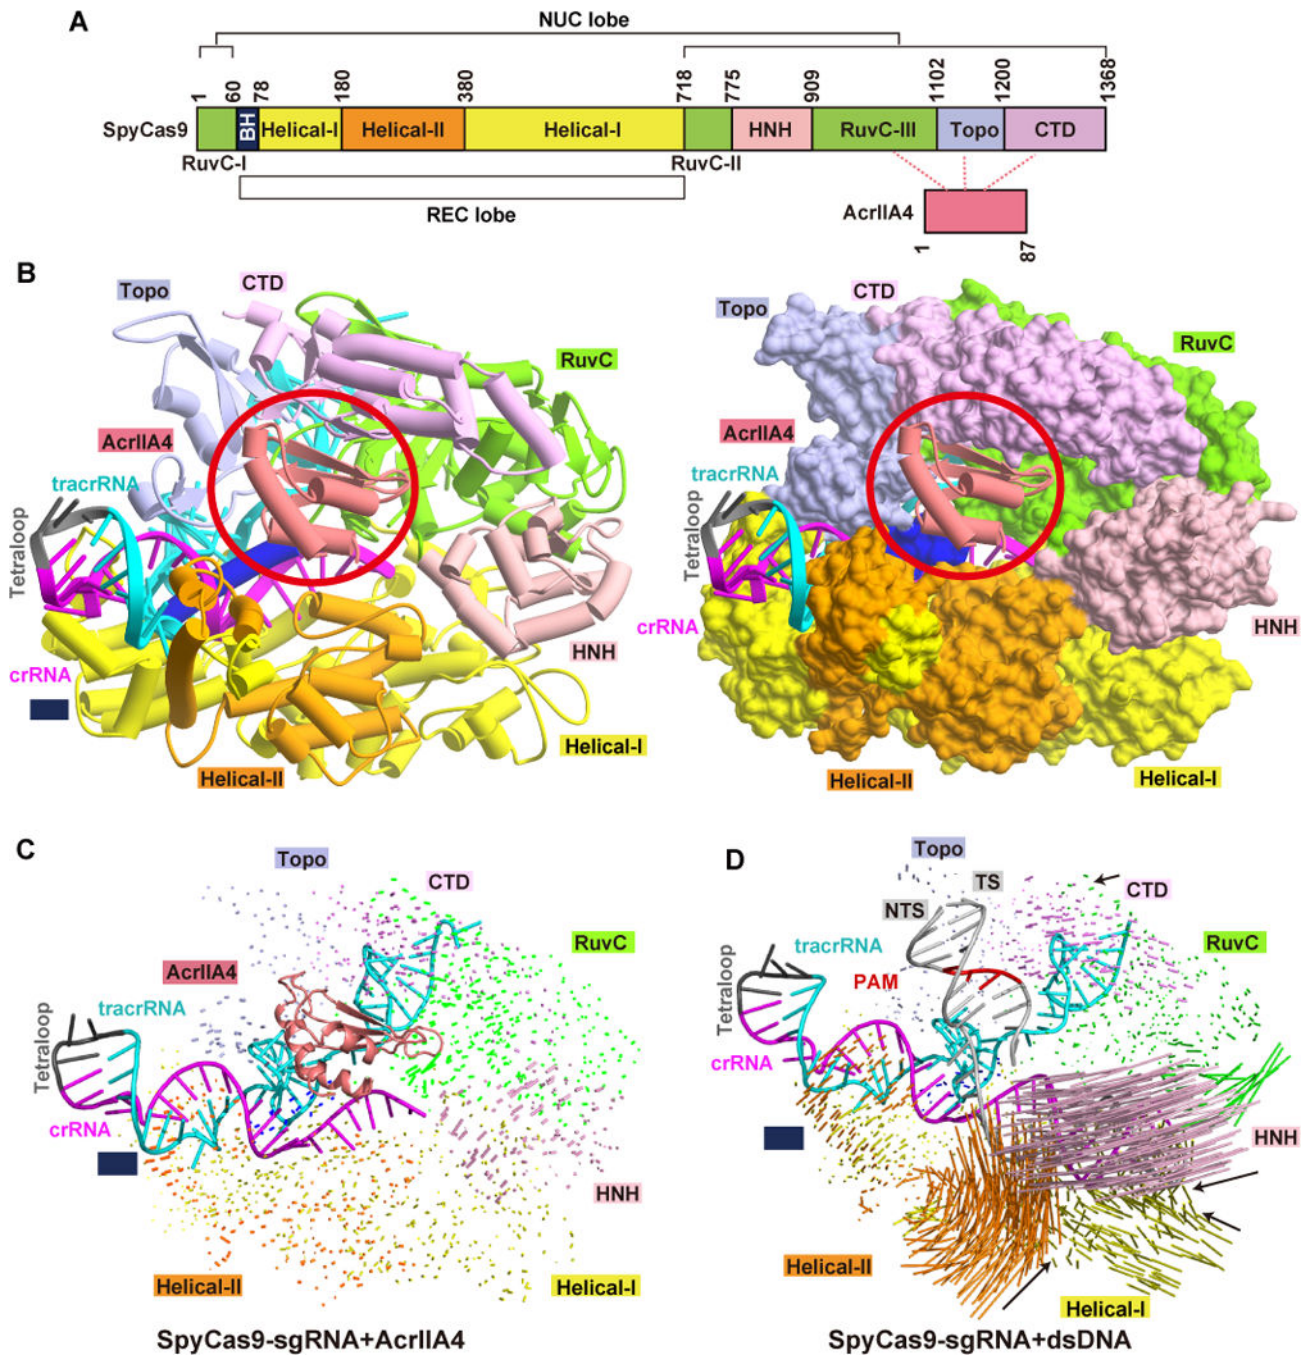 A
NUC lobe
1
60
78
180
380
718
775
909
1102
1200
1368
SpyCas9
BH
Helical-I
Helical-II
Helical-I
HNH
RuvC-III
Topo
CTD
RuvC-I
RuvC-II
REC lobe
AcrIIA4
1
87
B
Topo
CTD
RuvC
AcrIIA4
tracrRNA
Tetraloop
crRNA
HNH
Helical-I
Helical-II
Topo
CTD
RuvC
AcrIIA4
tracrRNA
Tetraloop
crRNA
HNH
Helical-II
Helical-I
C
Topo
CTD
RuvC
AcrIIA4
tracrRNA
Tetraloop
crRNA
HNH
Helical-II
Helical-I
SpyCas9-sgRNA+AcrIIA4
D
Topo
TS
NTS
CTD
tracrRNA
RuvC
PAM
Tetraloop
crRNA
HNH
Helical-II
Helical-I
SpyCas9-sgRNA+dsDNA